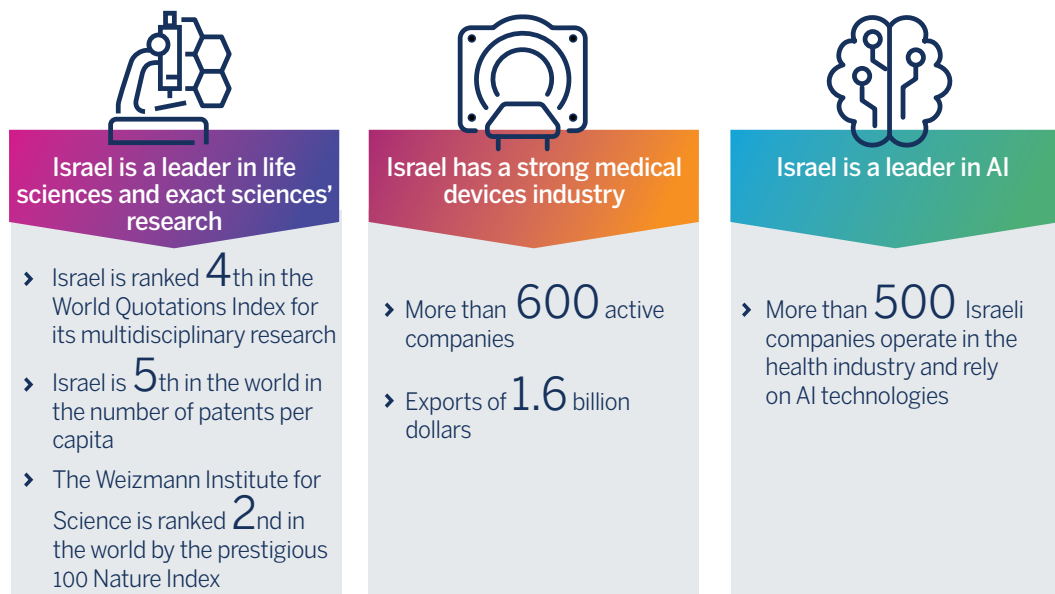 Israel is a leader in life
sciences and exact sciences’
research
› Israel is ranked 4th in the
World Quotations Index for
its multidisciplinary research
› Israel is 5th in the world in
the number of patents per
capita
› The Weizmann Institute for
Science is ranked 2nd in
the world by the prestigious
100 Nature Index
Israel has a strong medical
devices industry
› More than 600 active
companies
› Exports of 1.6 billion
dollars
Israel is a leader in AI
› More than 500 Israeli
companies operate in the
health industry and rely
on AI technologies